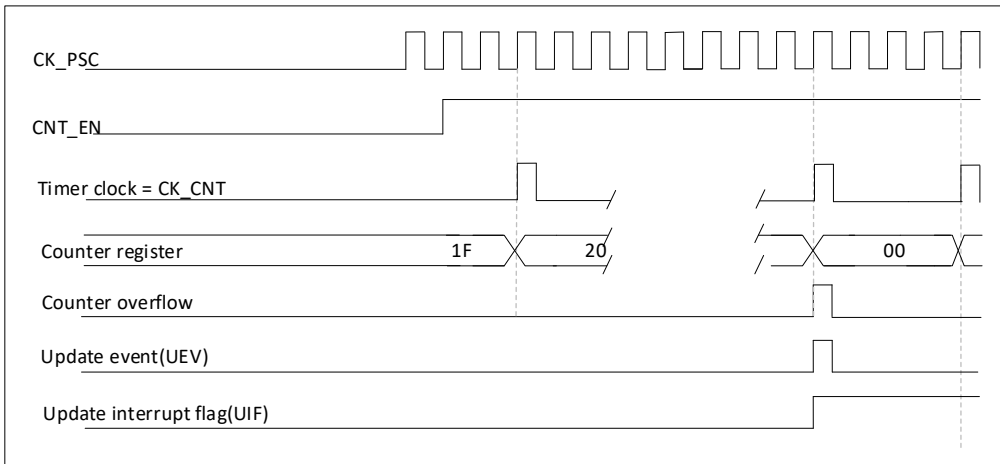 CK_PSC
CNT_EN
Timer clock = CK_CNT
Counter register 1F 20 00
Counter overflow
Update event(UEV)
Update interrupt flag(UIF)